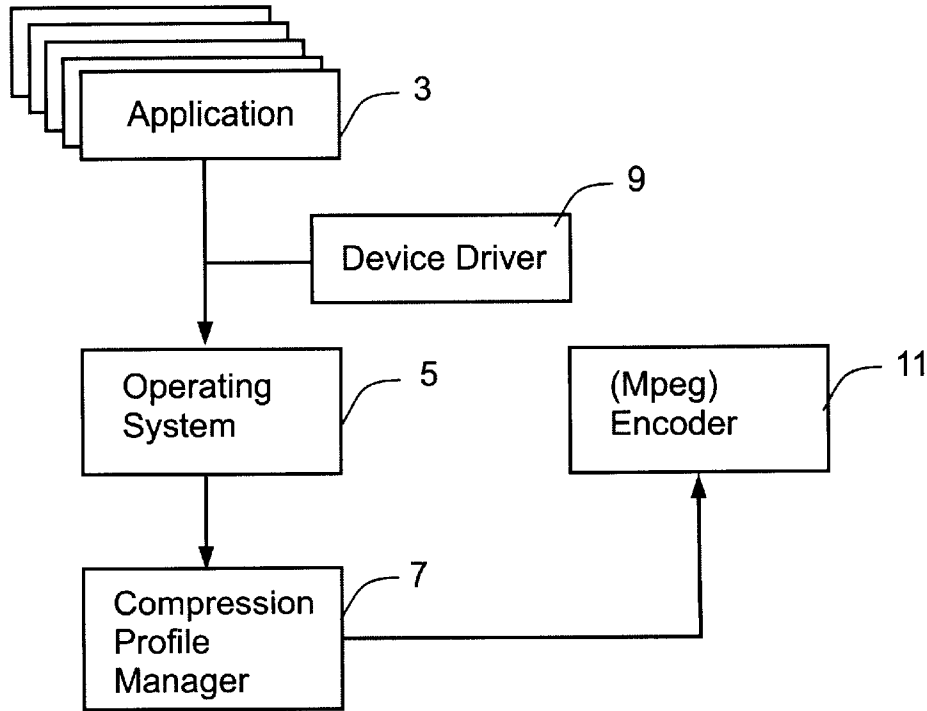 Application
3
9
Device Driver
Operating
System
5
(Mpeg)
Encoder
11
Compression
Profile
Manager
7